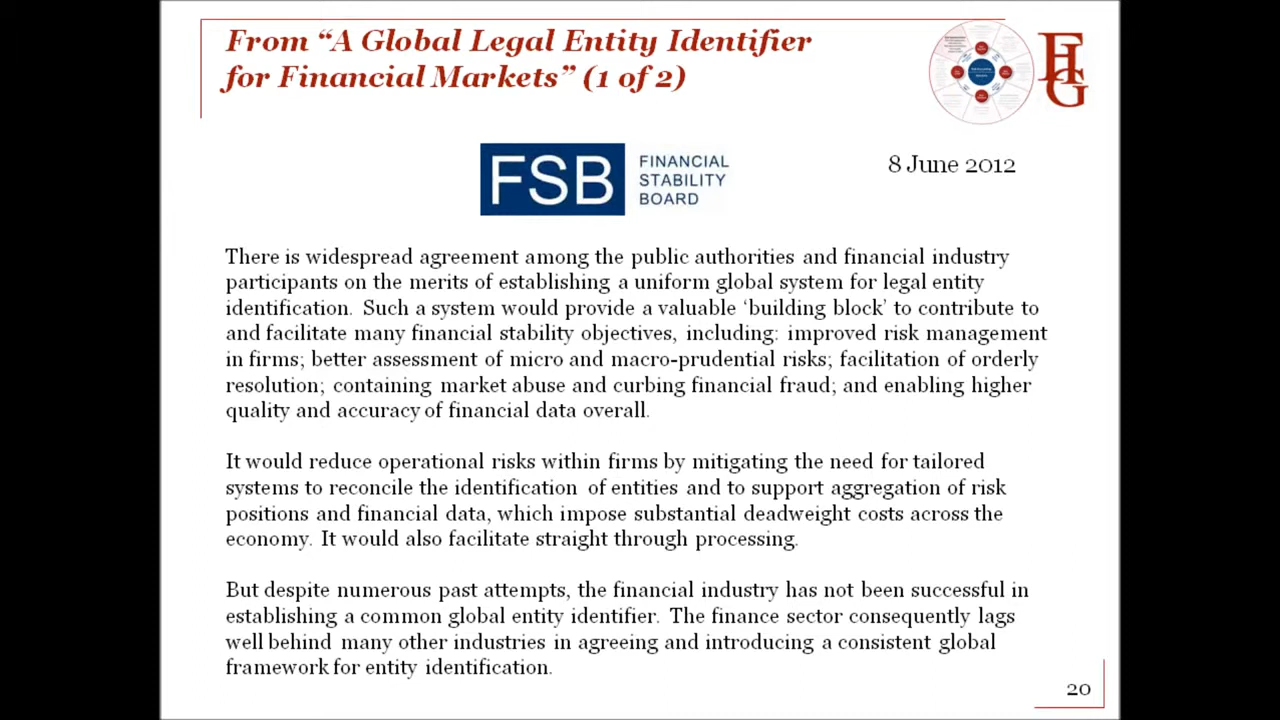 From “A Global Legal Entity Identifier
for Financial Markets” (1 of 2)
FHG
FSB
FINANCIAL
STABILITY
BOARD
8 June 2012
There is widespread agreement among the public authorities and financial industry
participants on the merits of establishing a uniform global system for legal entity
identification. Such a system would provide a valuable ‘building block’ to contribute to
and facilitate many financial stability objectives, including: improved risk management
in firms; better assessment of micro and macro-prudential risks; facilitation of orderly
resolution; containing market abuse and curbing financial fraud; and enabling higher
quality and accuracy of financial data overall.
It would reduce operational risks within firms by mitigating the need for tailored
systems to reconcile the identification of entities and to support aggregation of risk
positions and financial data, which impose substantial deadweight costs across the
economy. It would also facilitate straight through processing.
But despite numerous past attempts, the financial industry has not been successful in
establishing a common global entity identifier. The finance sector consequently lags
well behind many other industries in agreeing and introducing a consistent global
framework for entity identification.
20